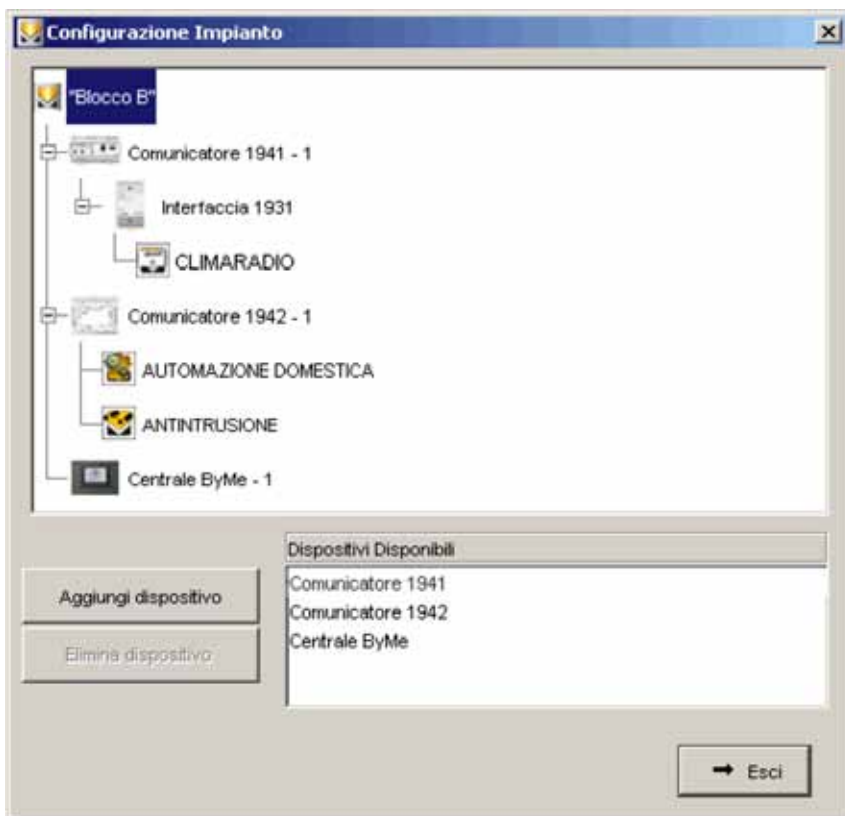 Configurazione Impianto
"Blocco B"
Comunicatore 1941 - 1
Interfaccia 1931
CLIMARADIO
Comunicatore 1942 - 1
AUTOMAZIONE DOMESTICA
ANTINTRUSIONE
Centrale ByMe - 1
Dispositivi Disponibili
Aggiungi dispositivo
Comunicatore 1941
Comunicatore 1942
Elimina dispositivo
Centrale ByMe
Esci